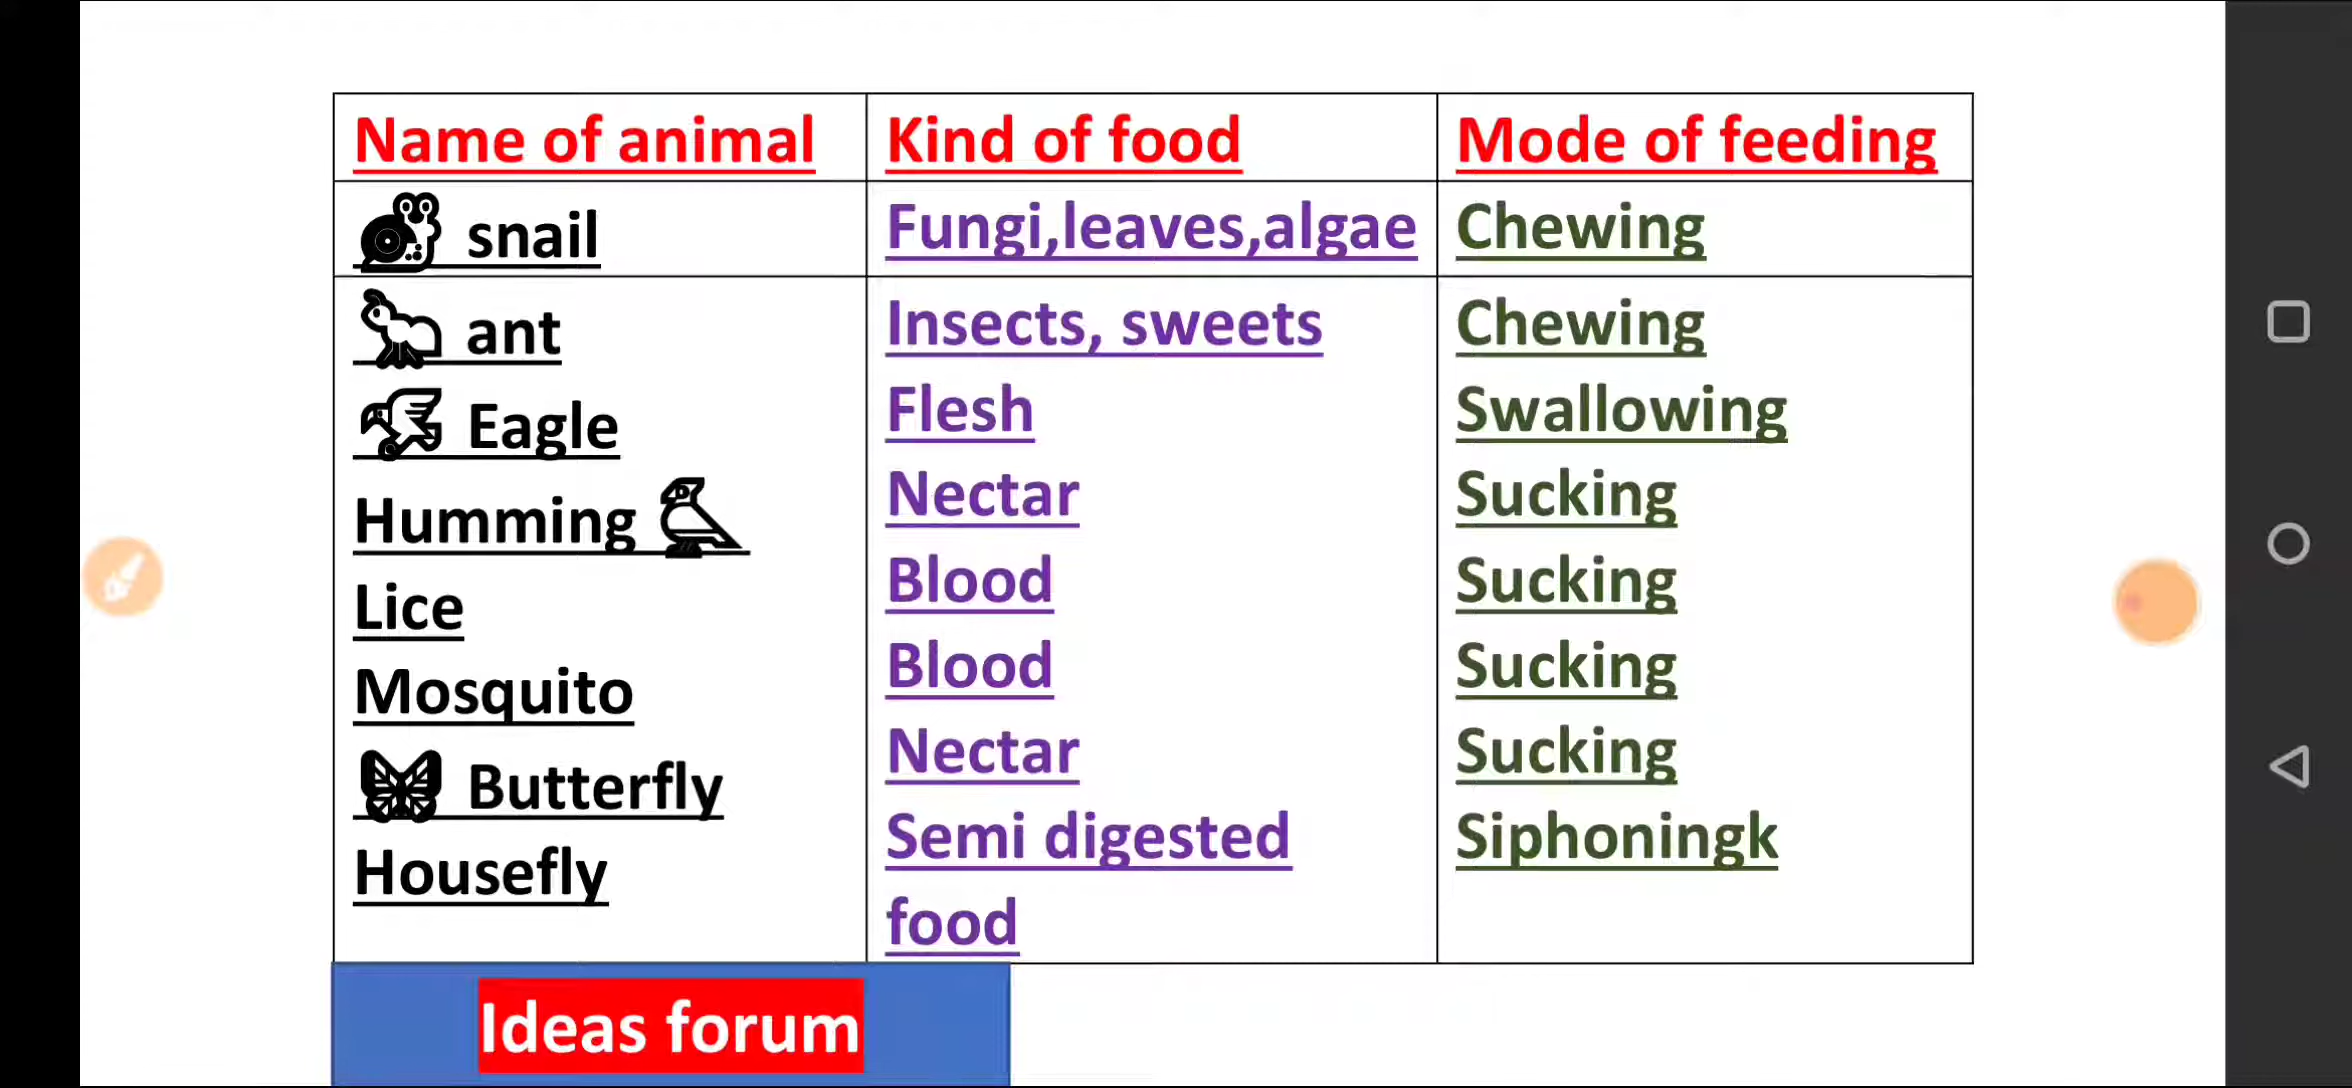 Name of animal Kind of food Mode of feeding
snail Fungi,leaves,algae Chewing
ant Insects, sweets Chewing
Eagle Flesh Swallowing
Humming Nectar Sucking
Lice Blood Sucking
Mosquito Blood Sucking
Butterfly Nectar Sucking
Housefly Semi digested Siphoningk
food
Ideas forum